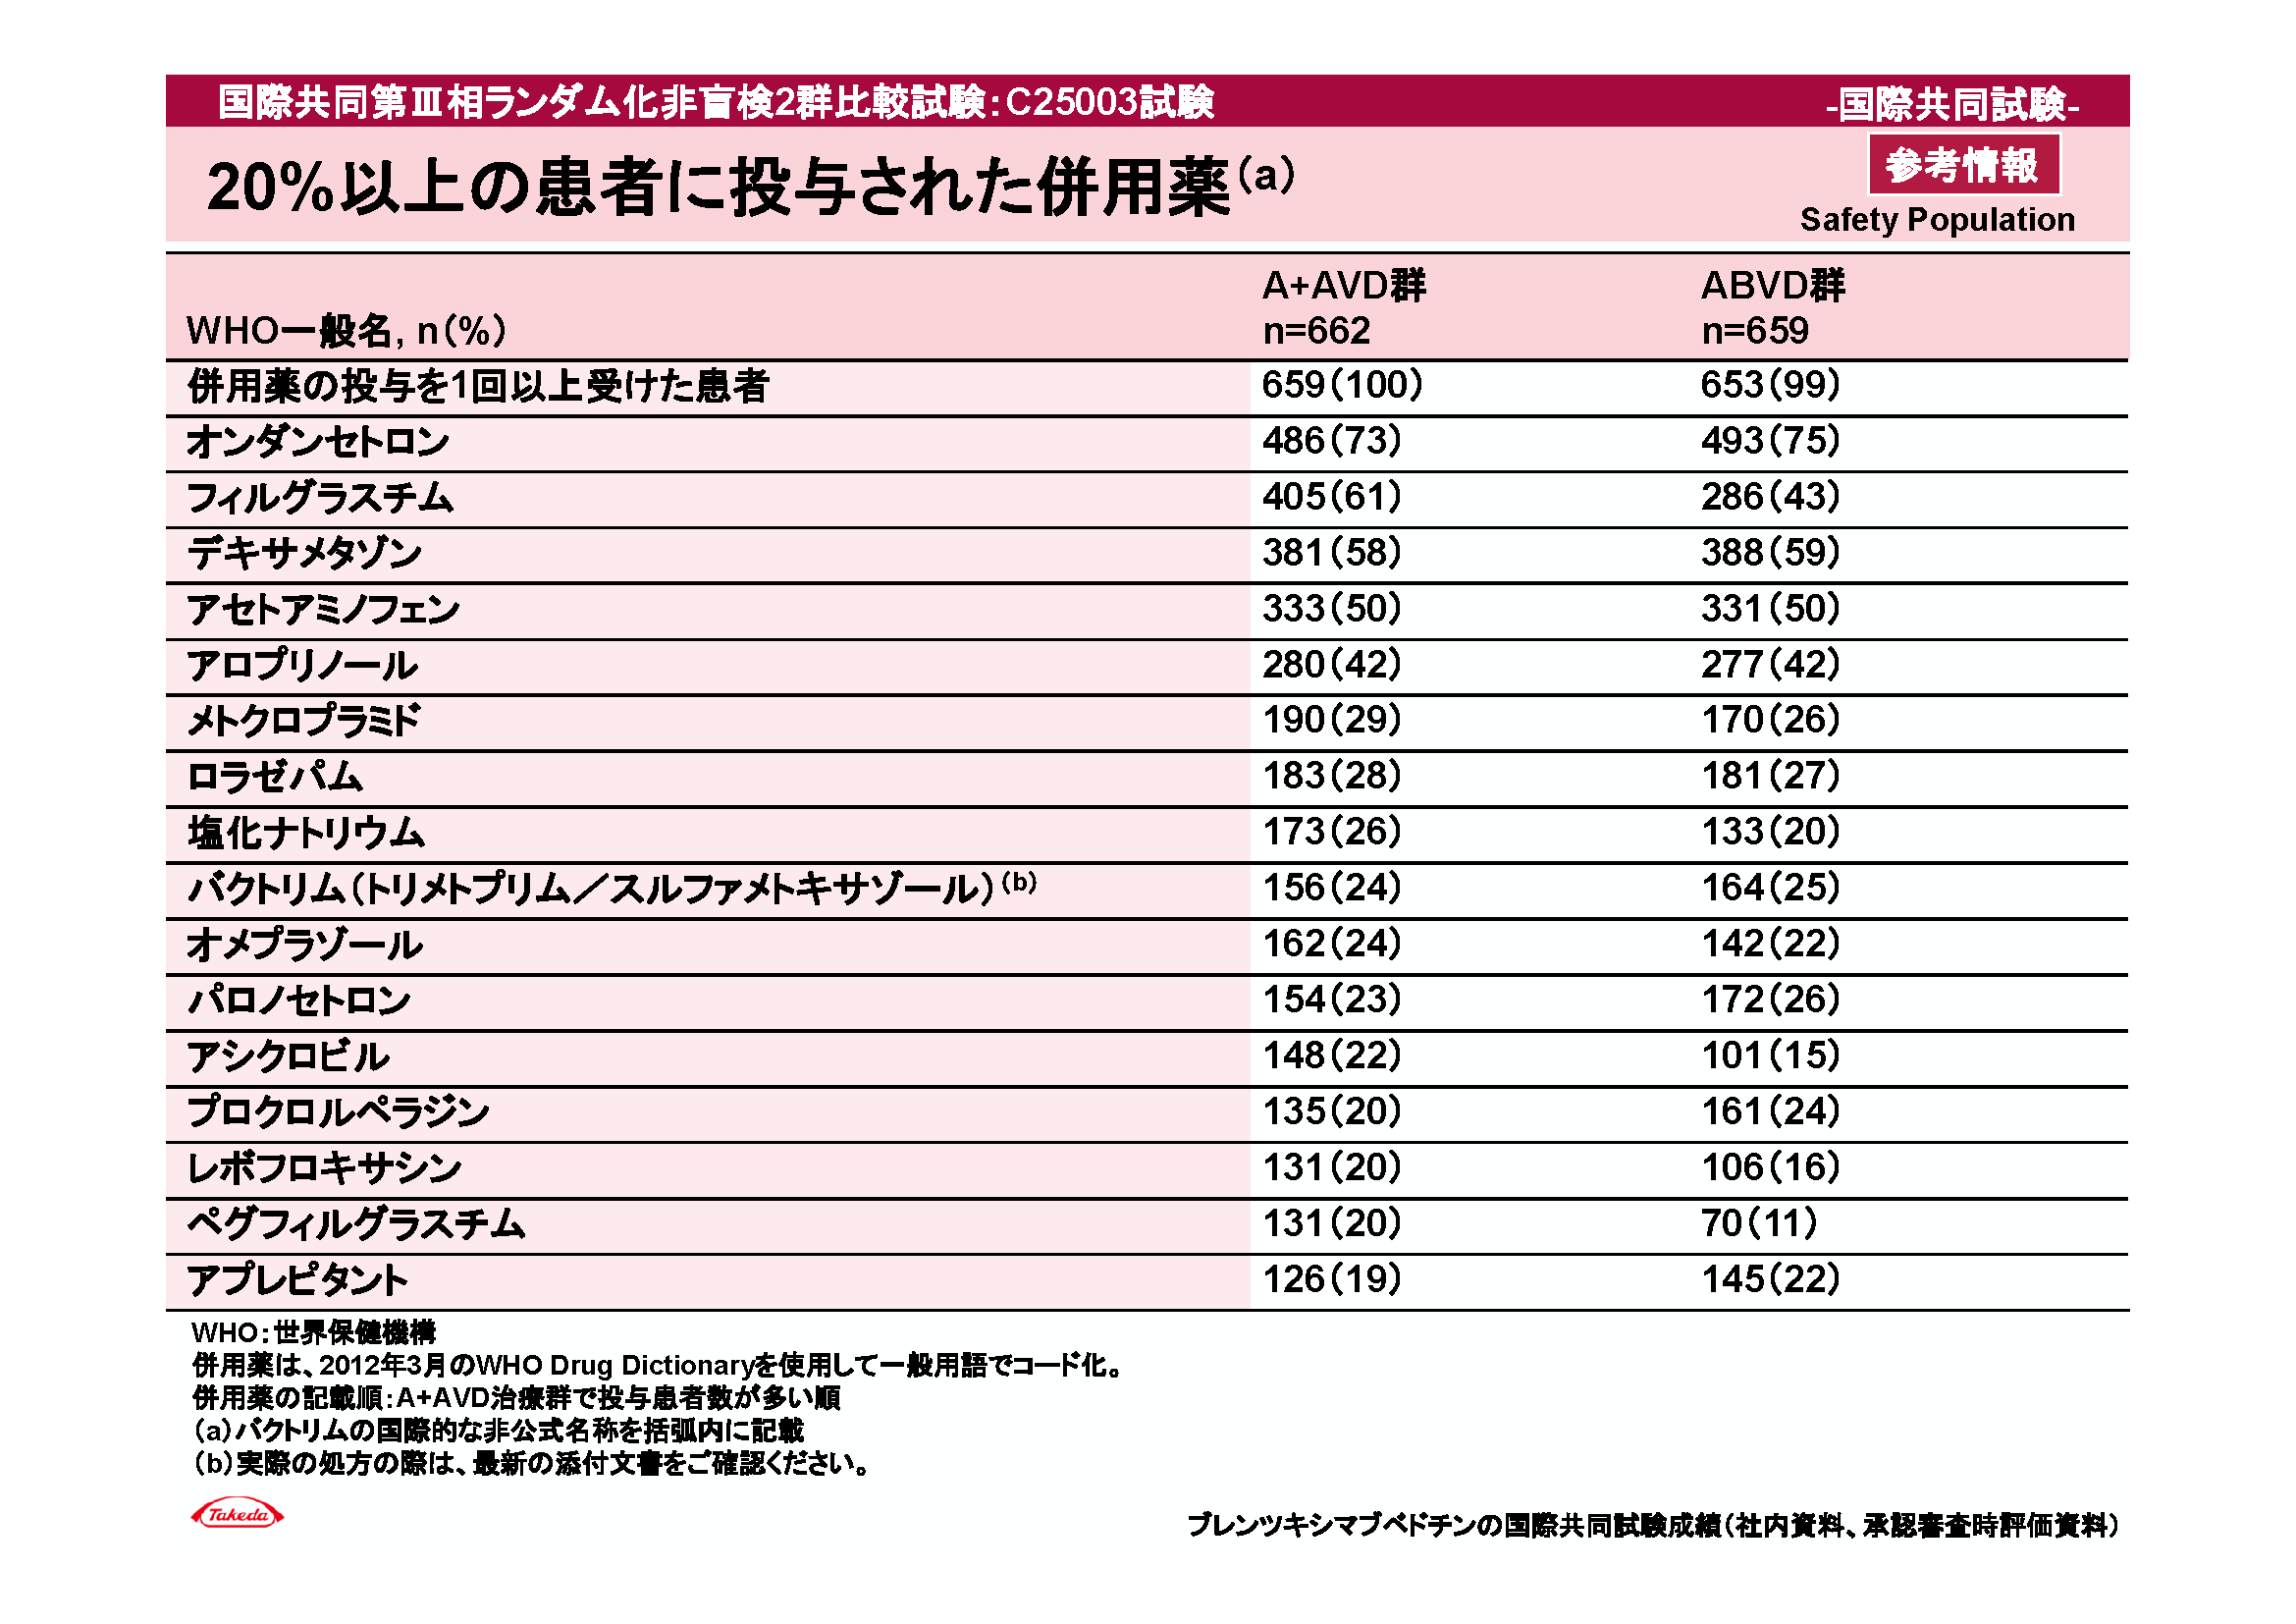 国際共同第Ⅲ相ランダム化非盲検2群比較試験：C25003試験 -国際共同試験-
20%以上の患者に投与された併用薬（a）
参考情報
Safety Population
WHO一般名, n（%） A+AVD群 n=662 ABVD群 n=659
併用薬の投与を1回以上受けた患者 659（100） 653（99）
オンダンセトロン 486（73） 493（75）
フィルグラスチム 405（61） 286（43）
デキサメタゾン 381（58） 388（59）
アセトアミノフェン 333（50） 331（50）
アロプリノール 280（42） 277（42）
メトクロプラミド 190（29） 170（26）
ロラゼパム 183（28） 181（27）
塩化ナトリウム 173（26） 133（20）
バクトリム（トリメトプリム／スルファメトキサゾール）（b） 156（24） 164（25）
オメプラゾール 162（24） 142（22）
パロノセトロン 154（23） 172（26）
アシクロビル 148（22） 101（15）
プロクロルペラジン 135（20） 161（24）
レボフロキサシン 131（20） 106（16）
ペグフィルグラスチム 131（20） 70（11）
アプレピタント 126（19） 145（22）
WHO：世界保健機構
併用薬は、2012年3月のWHO Drug Dictionaryを使用して一般用語でコード化。
併用薬の記載順：A+AVD治療群で投与患者数が多い順
（a）バクトリムの国際的な非公式名称を括弧内に記載
（b）実際の処方の際は、最新の添付文書をご確認ください。
Takeda
ブレンツキシマブベドチンの国際共同試験成績（社内資料、承認審査時評価資料）